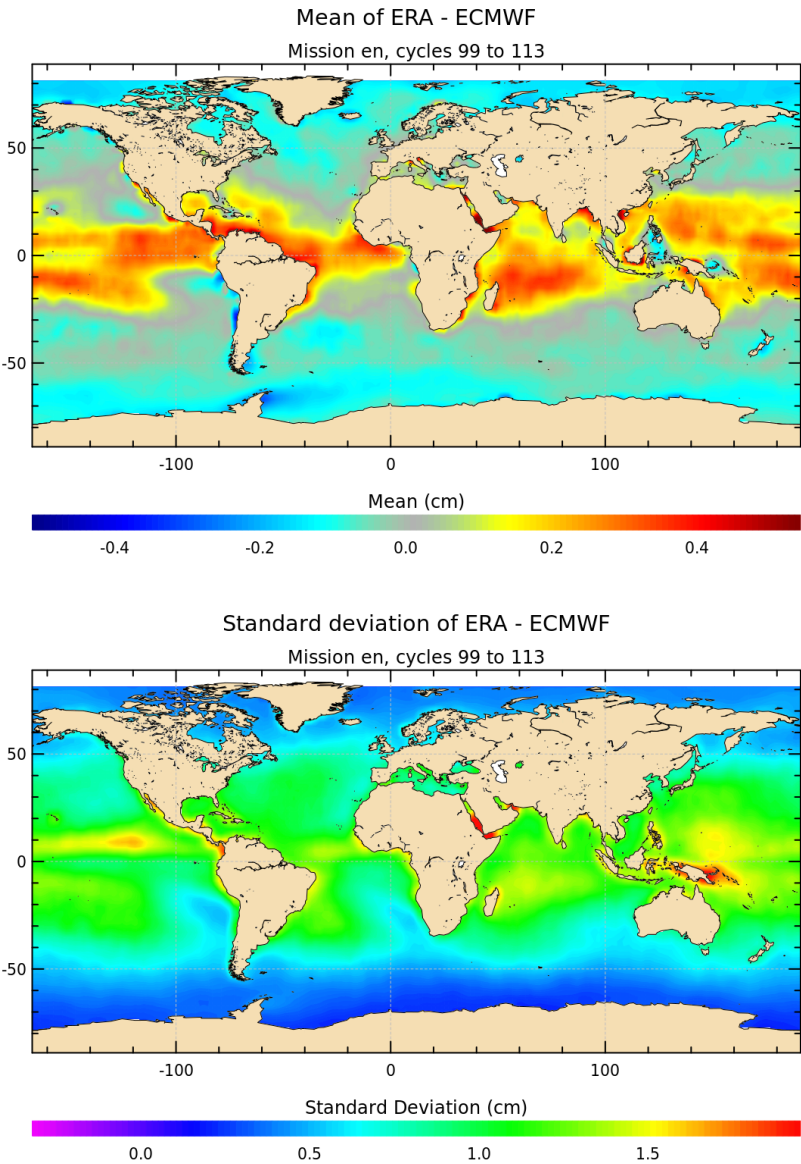 Mean of ERA - ECMWF
Mission en, cycles 99 to 113
50
0
-50
-100 0 100
Mean (cm)
-0.4 -0.2 0.0 0.2 0.4
Standard deviation of ERA - ECMWF
Mission en, cycles 99 to 113
50
0
-50
-100 0 100
Standard Deviation (cm)
0.0 0.5 1.0 1.5